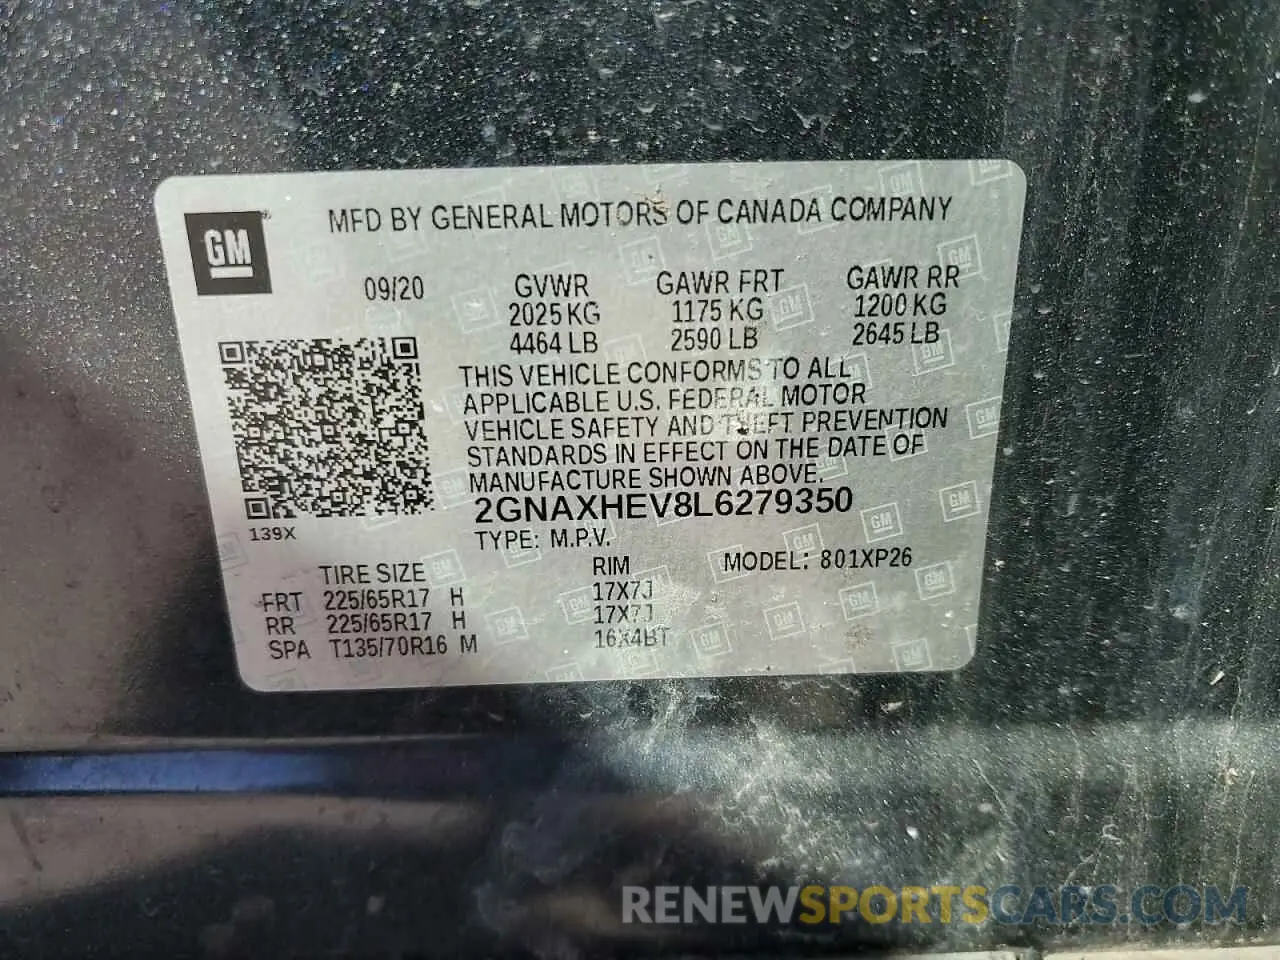 MFD BY GENERAL MOTORS OF CANADA COMPANY
GM
09/20 GVWR GAWR FRT GAWR RR
2025 KG 1175 KG 1200 KG
4464 LB 2590 LB 2645 LB
THIS VEHICLE CONFORMS TO ALL
APPLICABLE U.S. FEDERAL MOTOR
VEHICLE SAFETY AND THEFT PREVENTION
STANDARDS IN EFFECT ON THE DATE OF
MANUFACTURE SHOWN ABOVE.
2GNAXHEV8L6279350
139X
TYPE: M.P.V.
TIRE SIZE RIM MODEL: 801XP26
FRT 225/65R17 H 17X7J
RR 225/65R17 H 17X7J
SPA T135/70R16 M 16X4BT
RENEWSPORTSCARS.COM